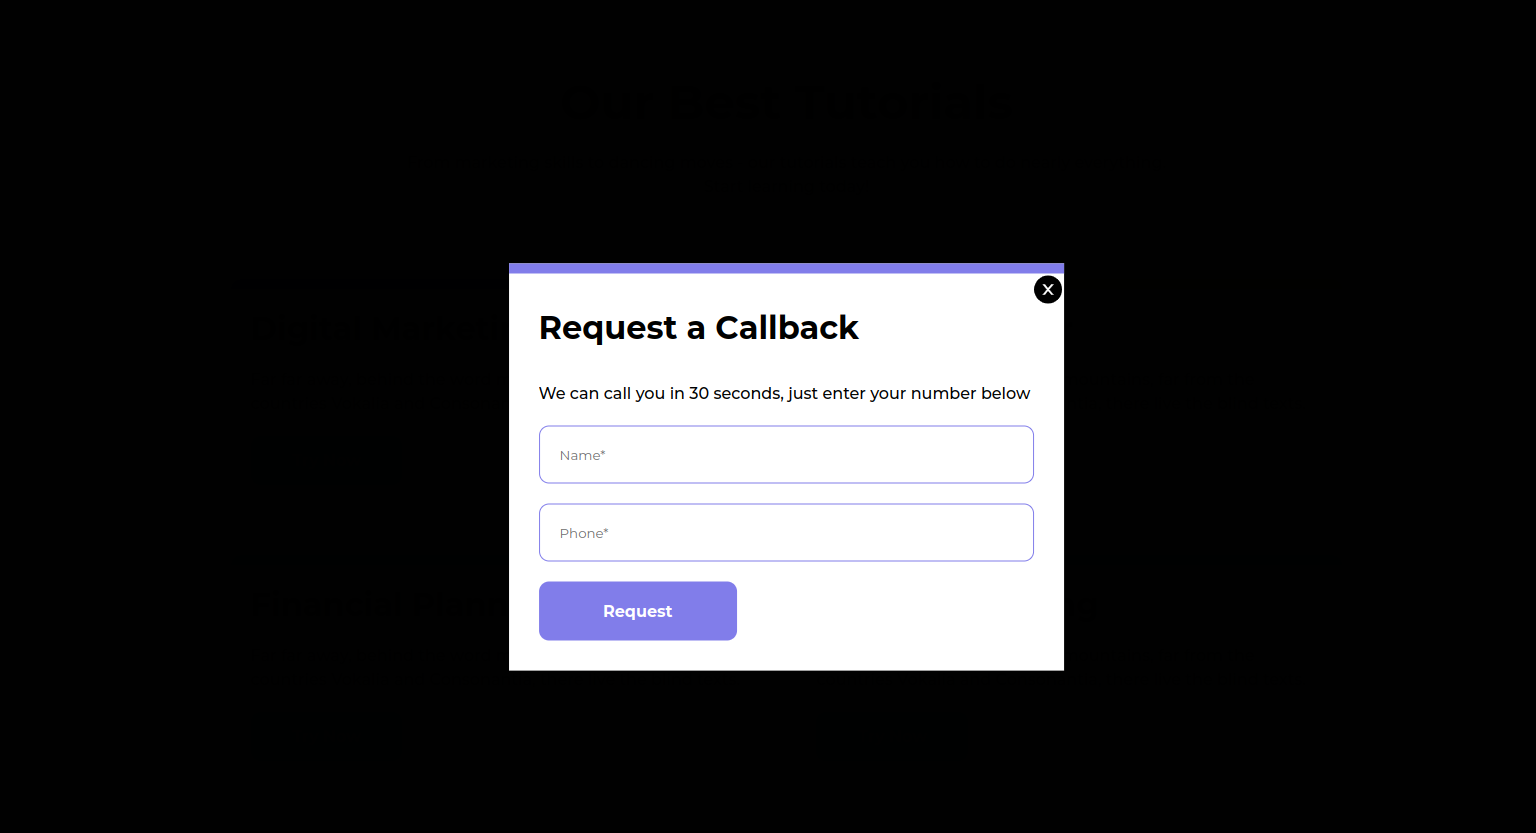 X
Request a Callback
We can call you in 30 seconds, just enter your number below
Name*
Phone*
Request